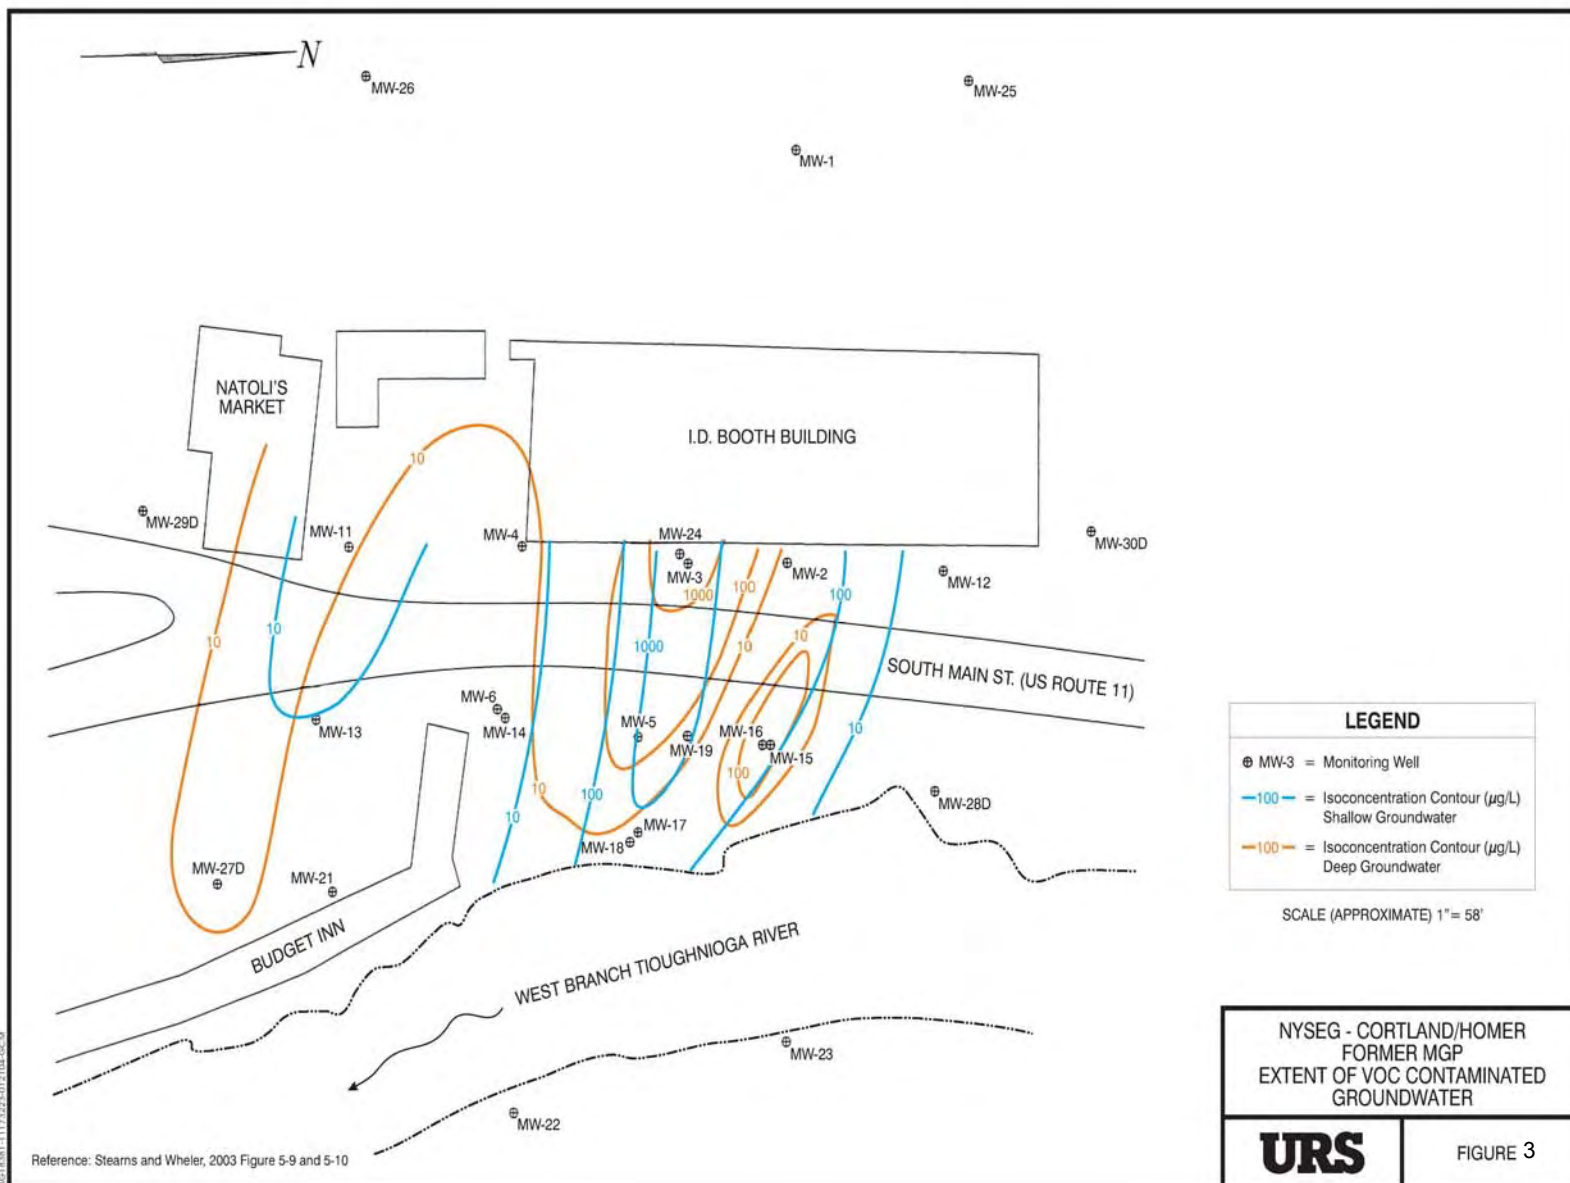 N
MW-26
MW-25
MW-1
NATOLI'S
MARKET
I.D. BOOTH BUILDING
10
MW-29D
MW-11
MW-4
MW-24
MW-3
MW-2
MW-12
MW-30D
1000
100
100
10
10
1000
10
10
SOUTH MAIN ST. (US ROUTE 11)
MW-6
MW-14
MW-13
MW-5
MW-19
MW-16
MW-15
10
100
10
100
10
MW-17
MW-18
MW-28D
MW-27D
MW-21
BUDGET INN
WEST BRANCH TIOUGHNIOGA RIVER
MW-23
MW-22
LEGEND
MW-3 = Monitoring Well
100 = Isoconcentration Contour (µg/L)
Shallow Groundwater
100 = Isoconcentration Contour (µg/L)
Deep Groundwater
SCALE (APPROXIMATE) 1" = 58'
NYSEG - CORTLAND/HOMER
FORMER MGP
EXTENT OF VOC CONTAMINATED
GROUNDWATER
URS
FIGURE 3
Reference: Stearns and Wheler, 2003 Figure 5-9 and 5-10